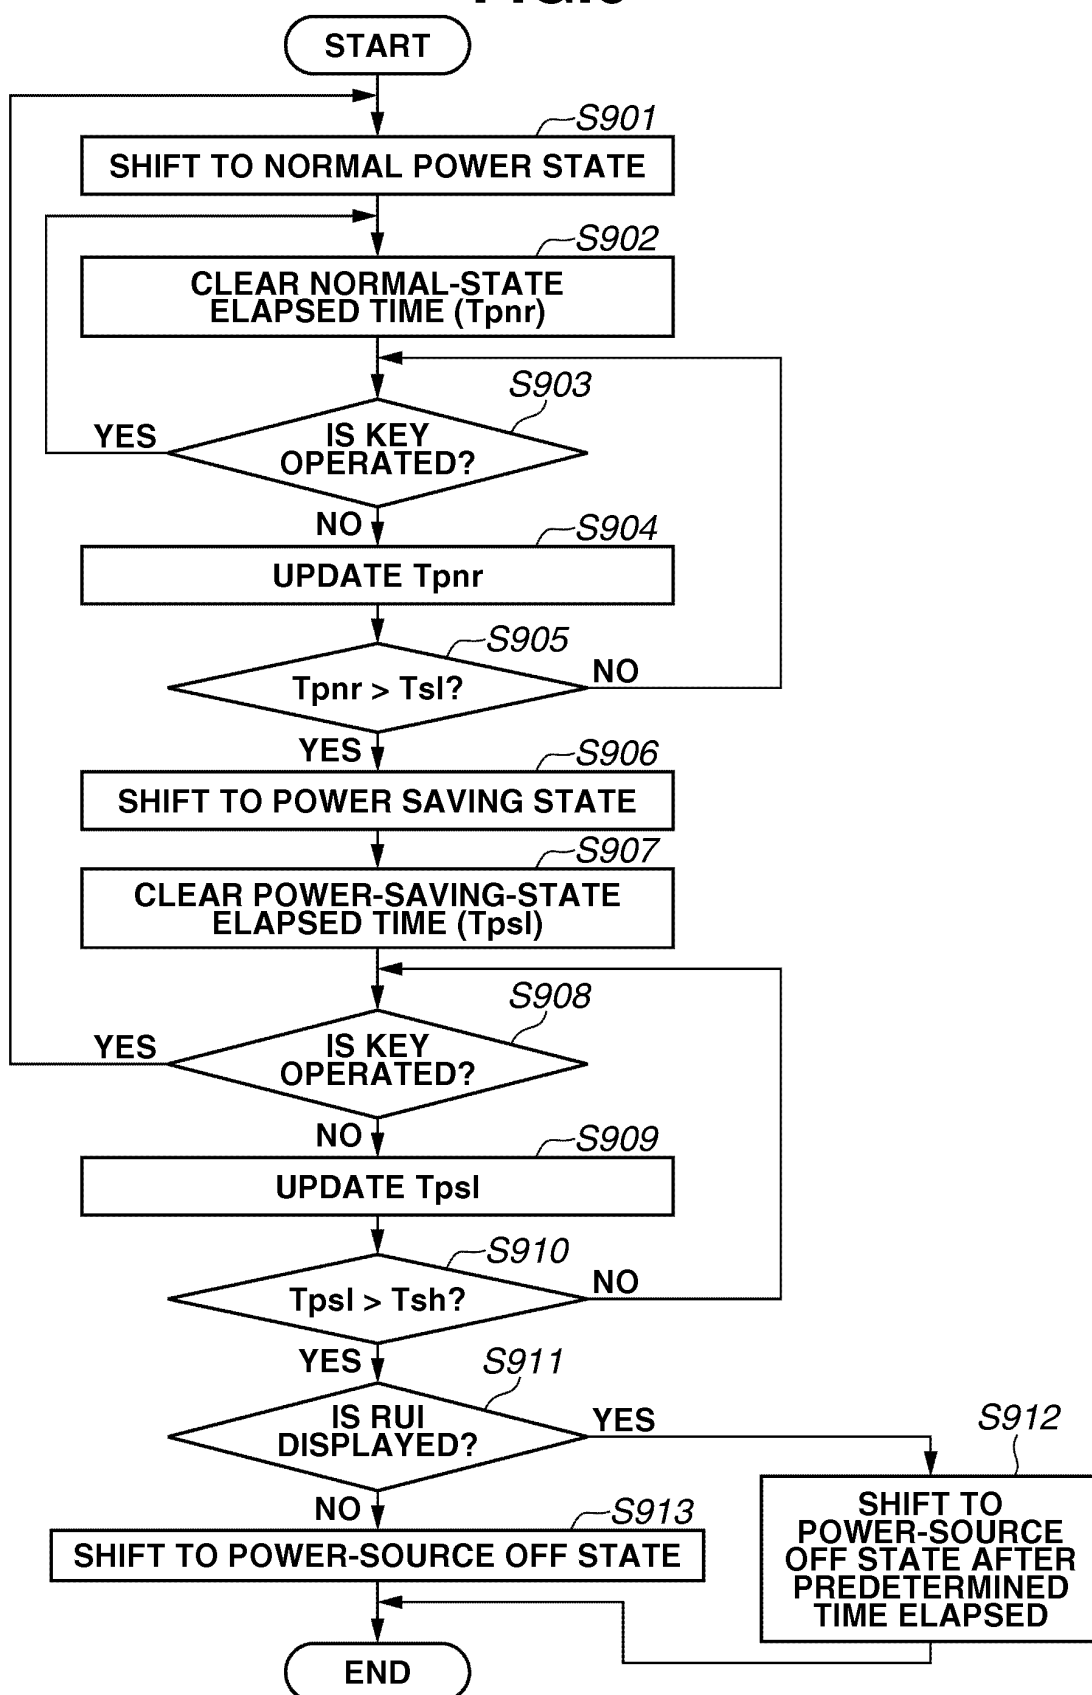 START
S901
SHIFT TO NORMAL POWER STATE
S902
CLEAR NORMAL-STATE
ELAPSED TIME (Tpnr)
S903
IS KEY
OPERATED?
YES
NO
S904
UPDATE Tpnr
S905
Tpnr > Tsl?
NO
YES
S906
SHIFT TO POWER SAVING STATE
S907
CLEAR POWER-SAVING-STATE
ELAPSED TIME (Tpsl)
S908
IS KEY
OPERATED?
YES
NO
S909
UPDATE Tpsl
S910
Tpsl > Tsh?
NO
YES
S911
IS RUI
DISPLAYED?
YES
NO
S912
SHIFT TO
POWER-SOURCE
OFF STATE AFTER
PREDETERMINED
TIME ELAPSED
S913
SHIFT TO POWER-SOURCE OFF STATE
END